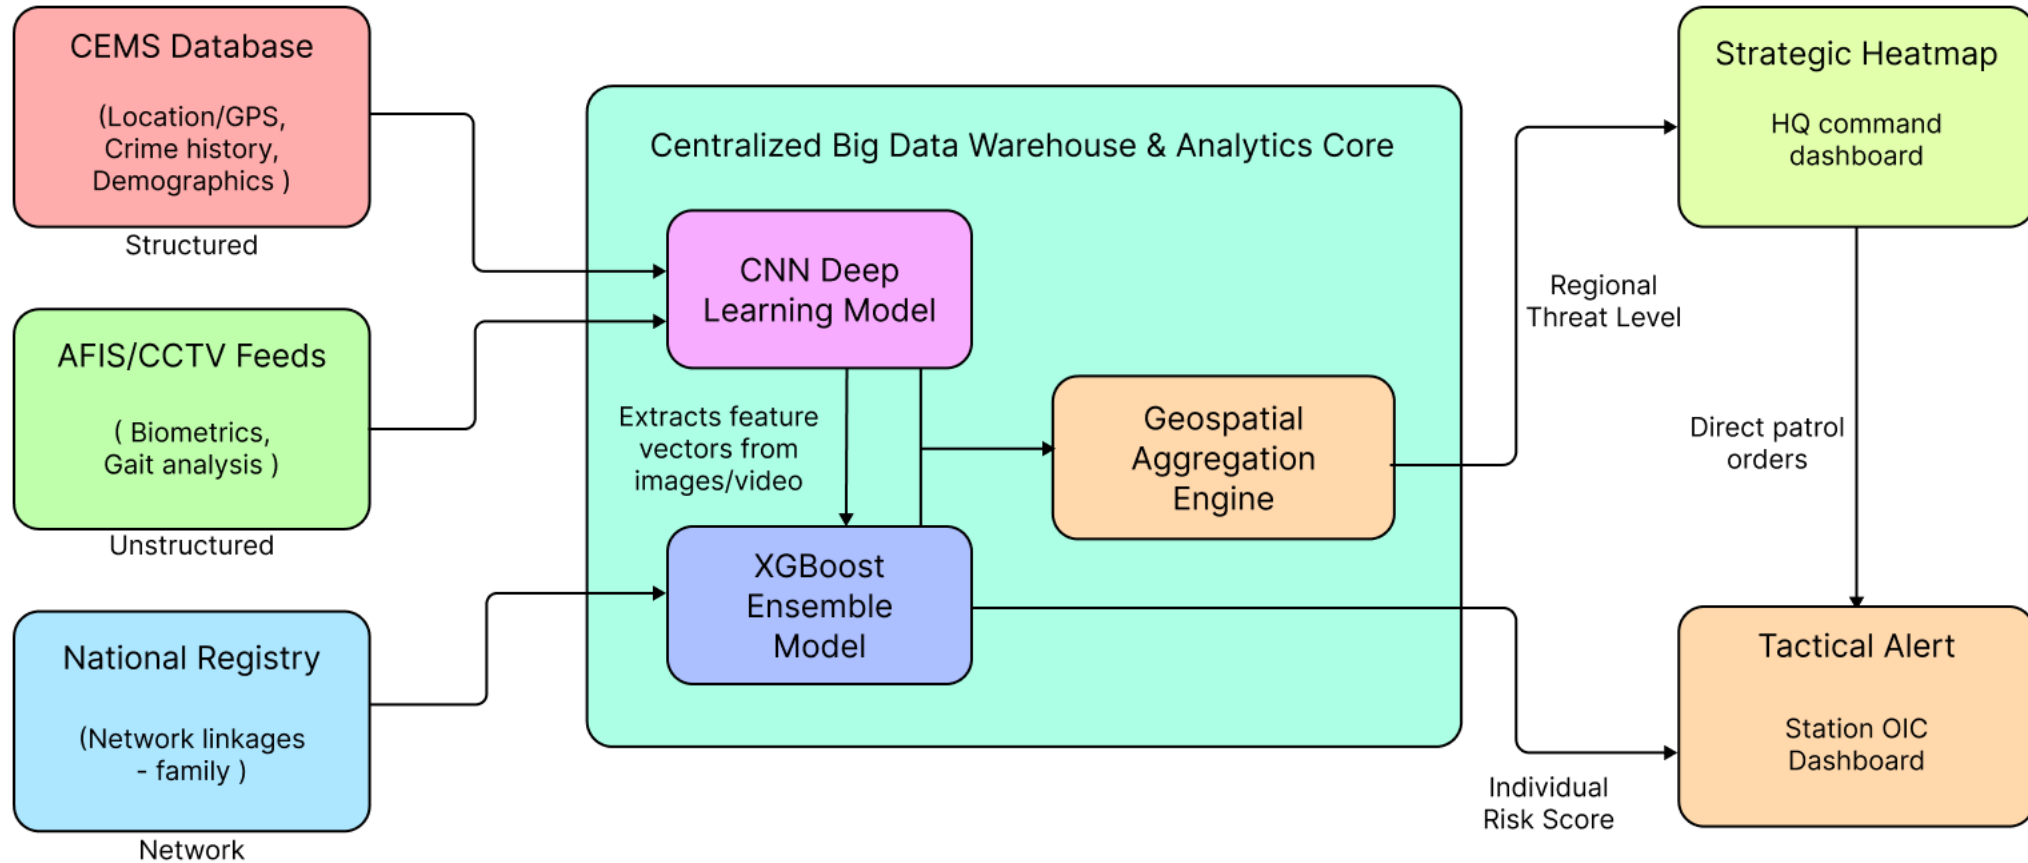 CEMS Database
(Location/GPS,
Crime history,
Demographics )
Structured
AFIS/CCTV Feeds
( Biometrics,
Gait analysis )
Unstructured
National Registry
(Network linkages
- family )
Network
Centralized Big Data Warehouse & Analytics Core
CNN Deep
Learning Model
Extracts feature
vectors from
images/video
XGBoost
Ensemble
Model
Geospatial
Aggregation
Engine
Regional
Threat Level
Individual
Risk Score
Strategic Heatmap
HQ command
dashboard
Direct patrol
orders
Tactical Alert
Station OIC
Dashboard